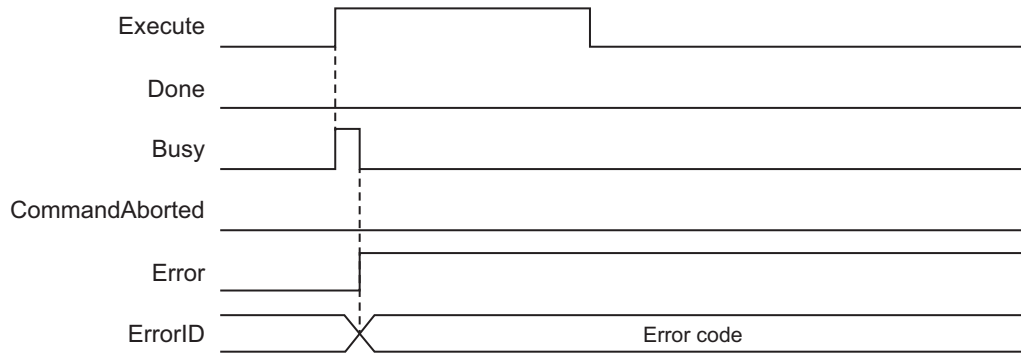 Execute
Done
Busy
CommandAborted
Error
ErrorID
Error code